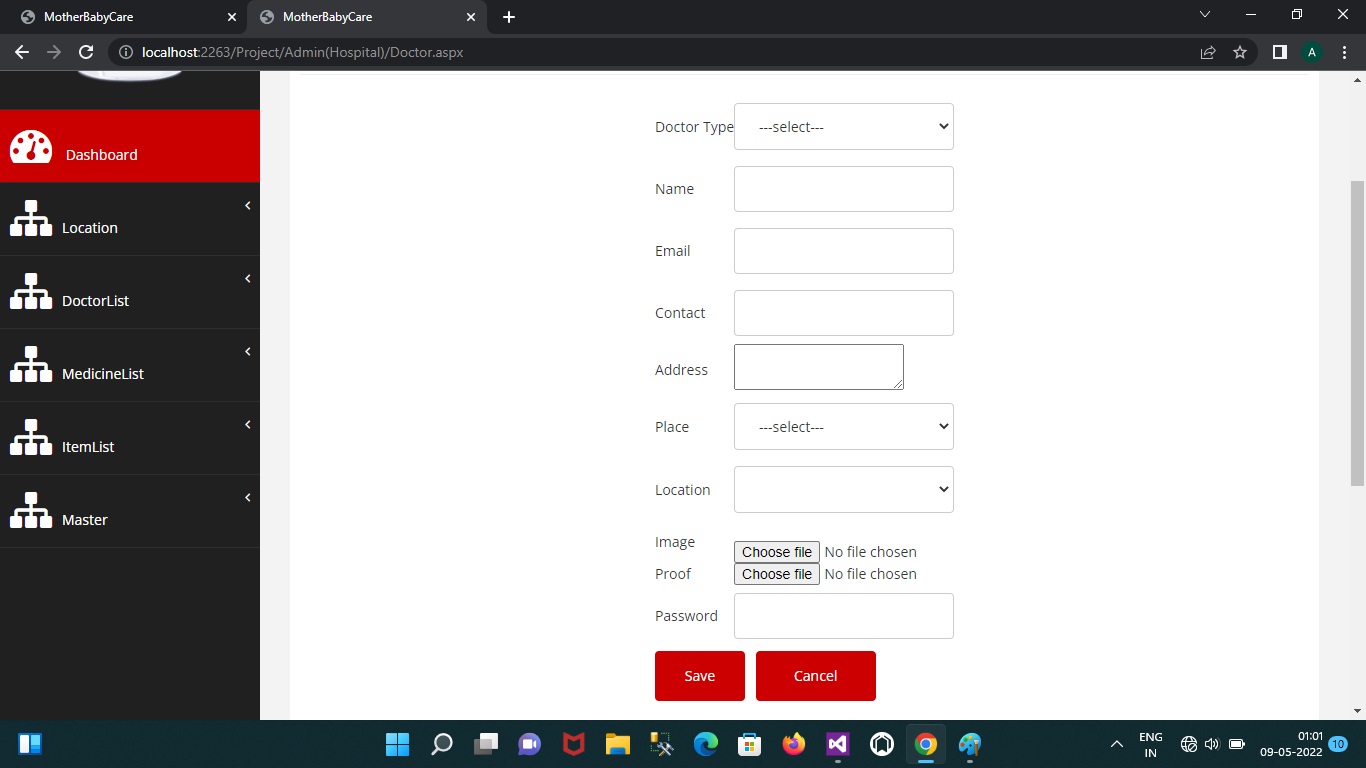 MotherBabyCare
MotherBabyCare
localhost:2263/Project/Admin(Hospital)/Doctor.aspx
A
Dashboard
Location
DoctorList
MedicineList
ItemList
Master
Doctor Type ---select---
Name
Email
Contact
Address
Place ---select---
Location
Image Choose file No file chosen
Proof Choose file No file chosen
Password
Save Cancel
ENG
IN
01:01
09-05-2022
10